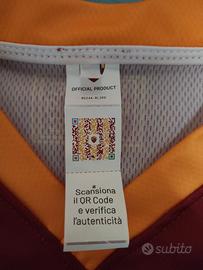 OFFICIAL PRODUCT
Scansiona
il QR Code
e verifica
l'autenticità
subito